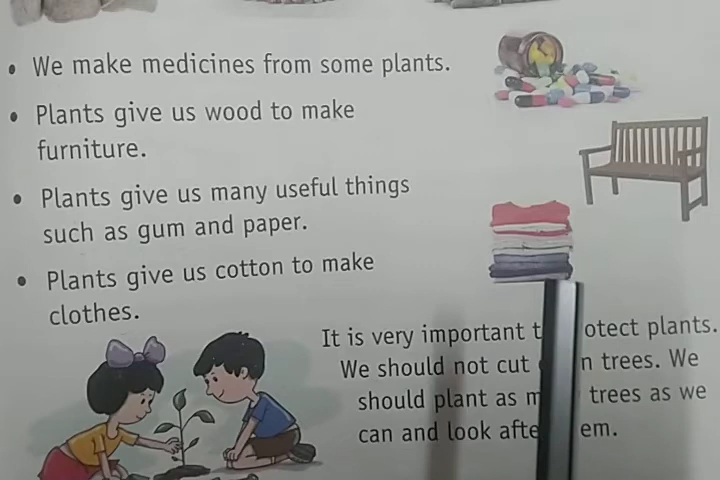 • We make medicines from some plants.
• Plants give us wood to make
furniture.
• Plants give us many useful things
such as gum and paper.
• Plants give us cotton to make
clothes.
It is very important otect plants.
We should not cut trees. We
should plant as trees as we
can and look em.